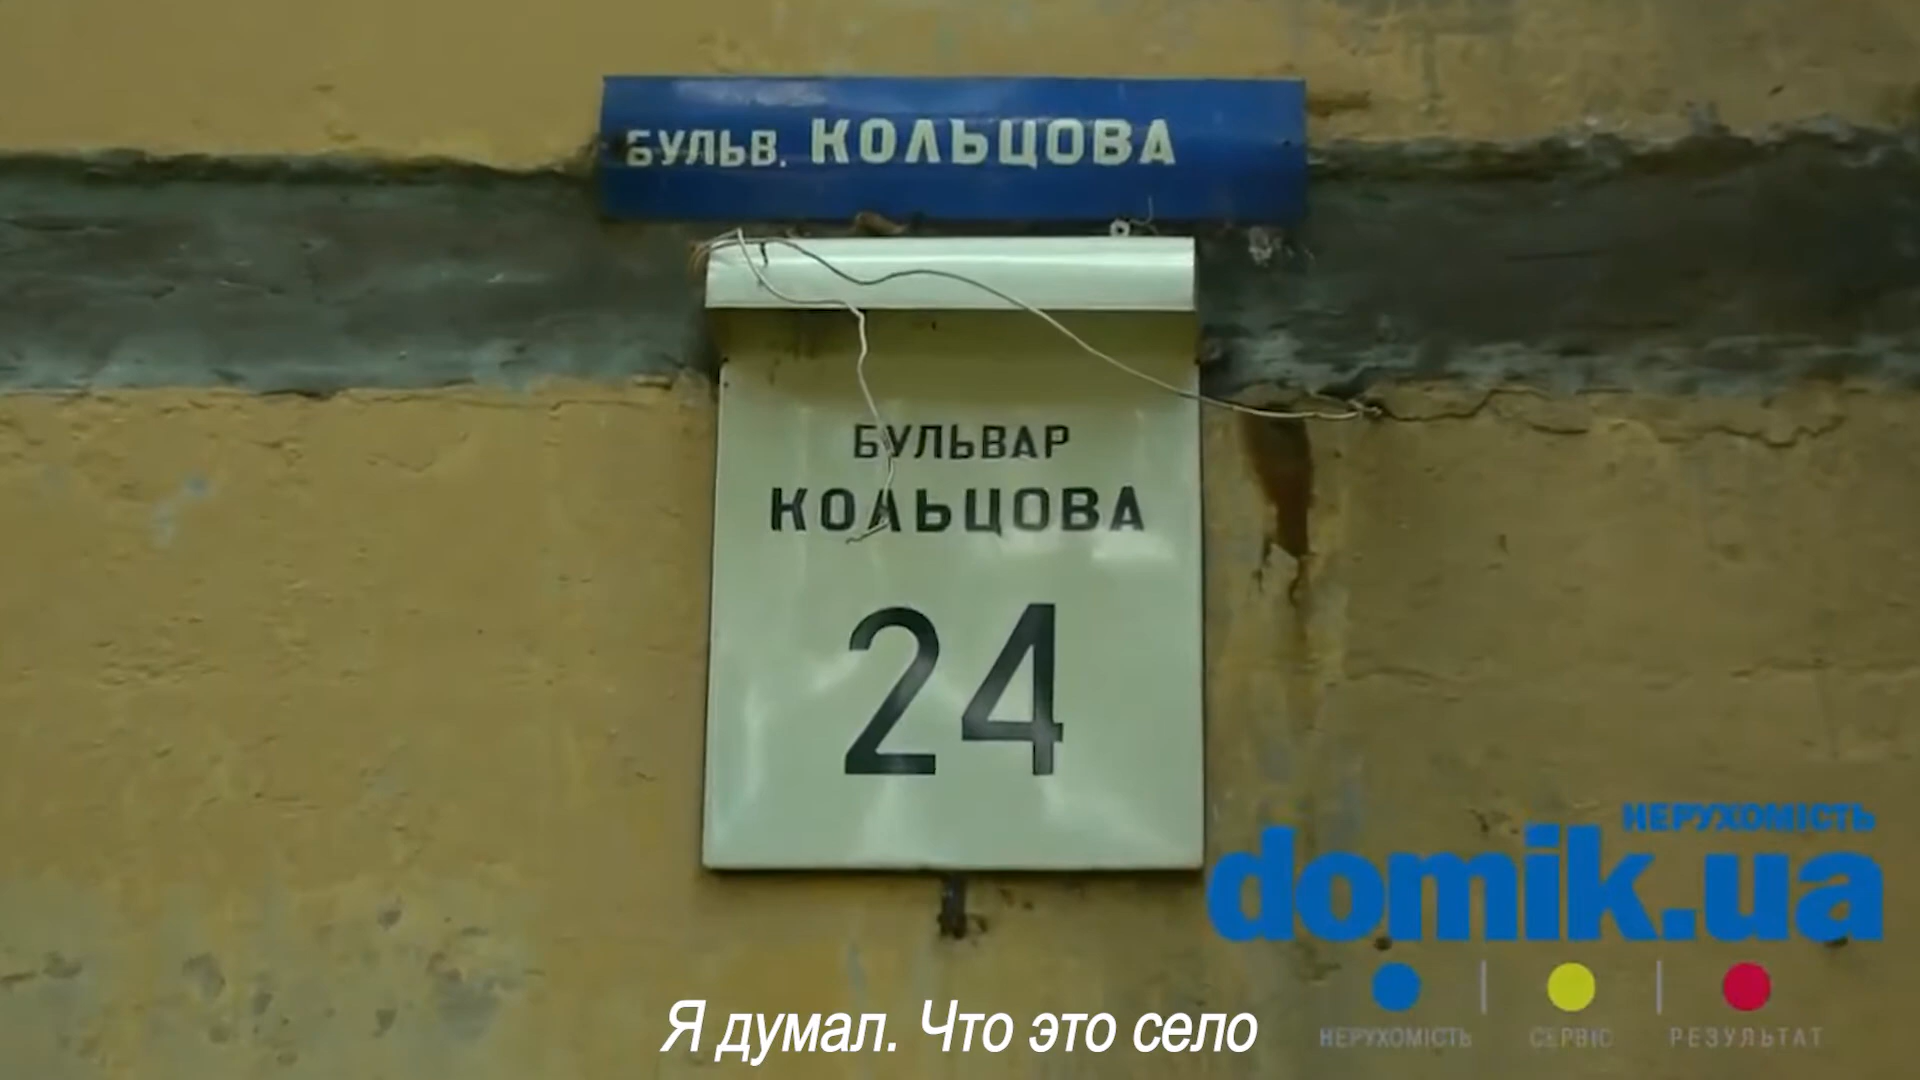 БУЛЬВ. КОЛЬЦОВА
БУЛЬВАР
КОЛЬЦОВА
24
НЕРУХОМІСТЬ
domik.ua
НЕРУХОМІСТЬ | СЕРВІС | РЕЗУЛЬТАТ
Я думал. Что это село